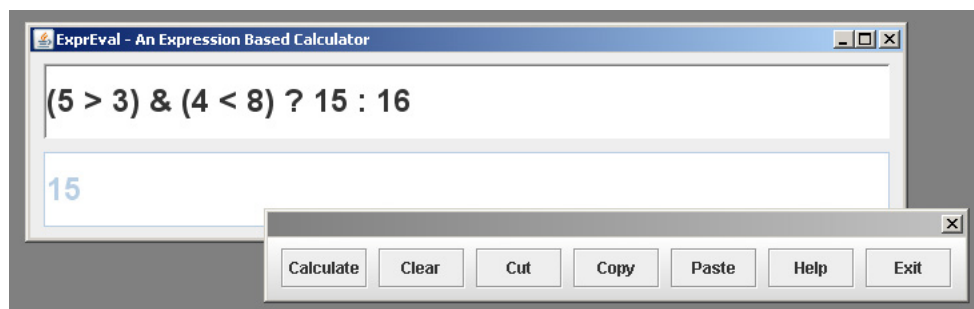 ExprEval - An Expression Based Calculator
(5 > 3) & (4 < 8) ? 15 : 16
15
Calculate Clear Cut Copy Paste Help Exit